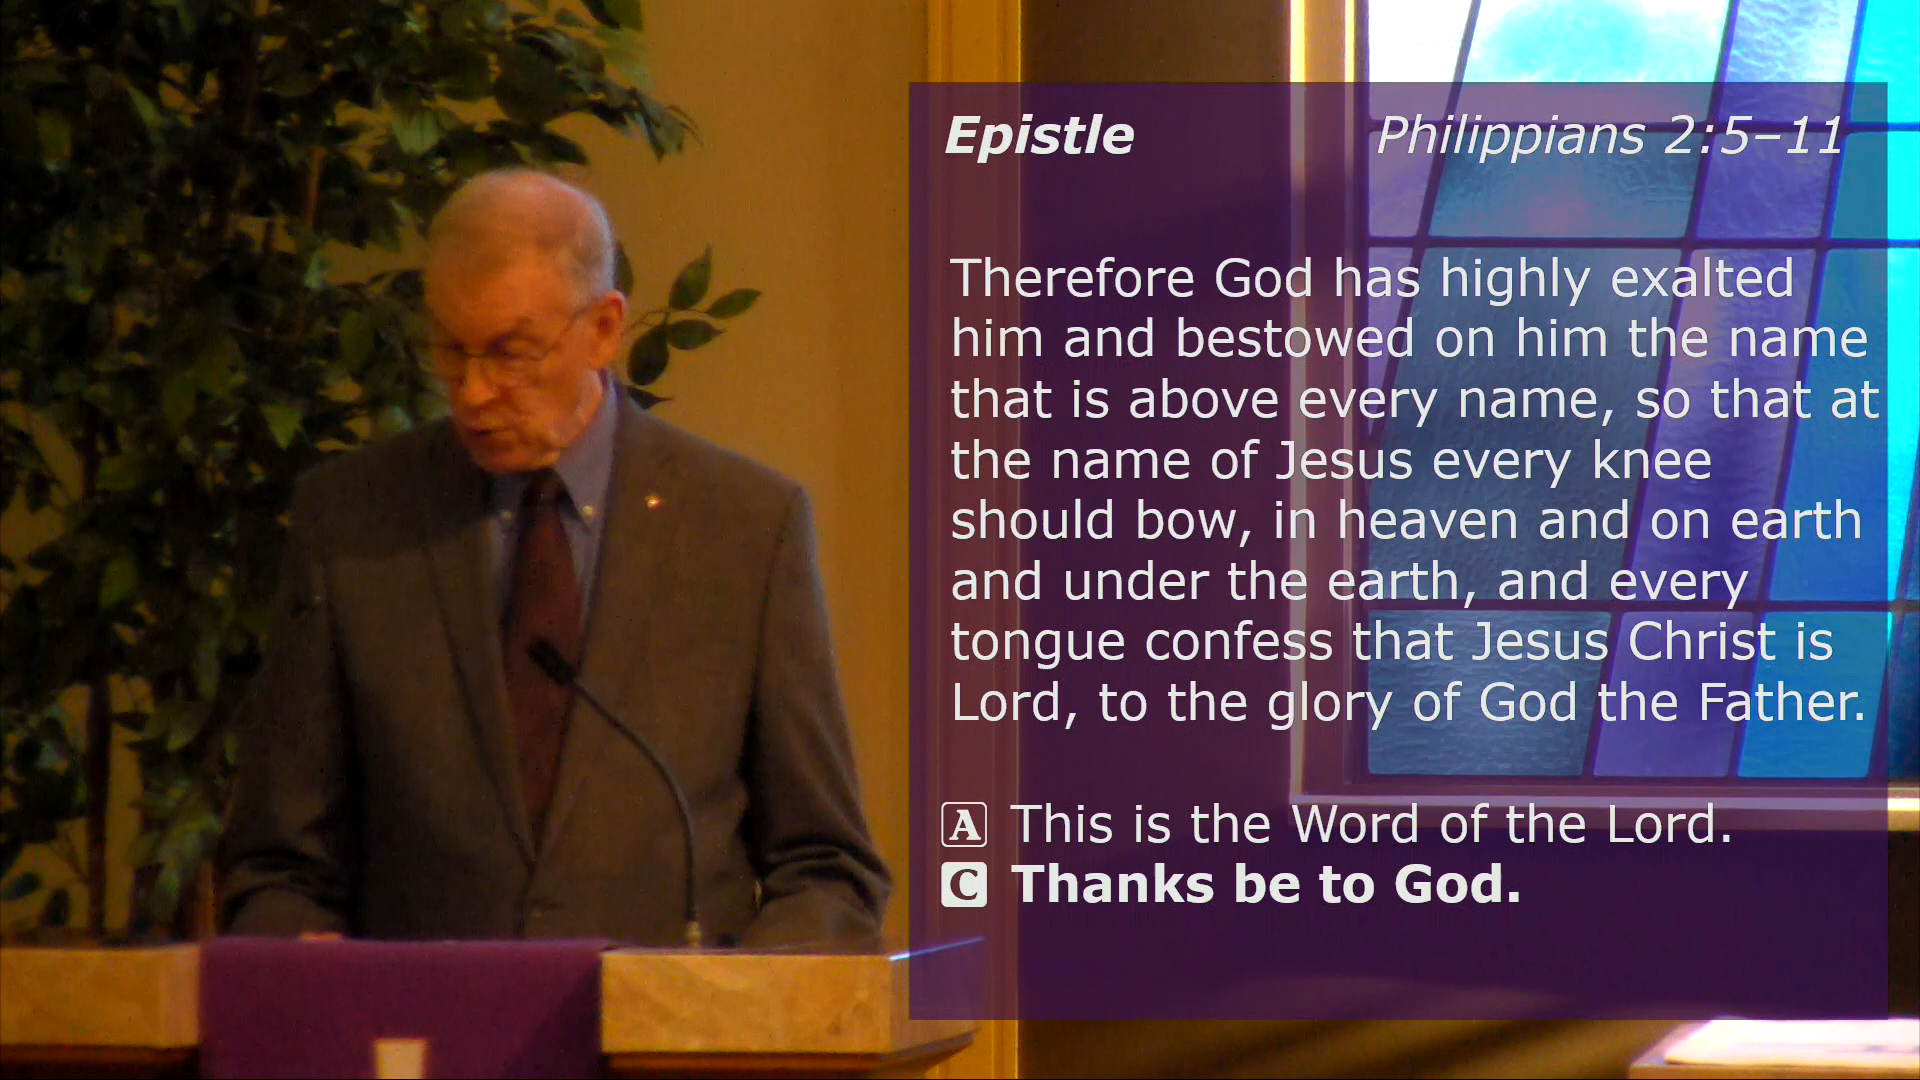 Epistle Philippians 2:5–11
Therefore God has highly exalted
him and bestowed on him the name
that is above every name, so that at
the name of Jesus every knee
should bow, in heaven and on earth
and under the earth, and every
tongue confess that Jesus Christ is
Lord, to the glory of God the Father.
A This is the Word of the Lord.
C Thanks be to God.